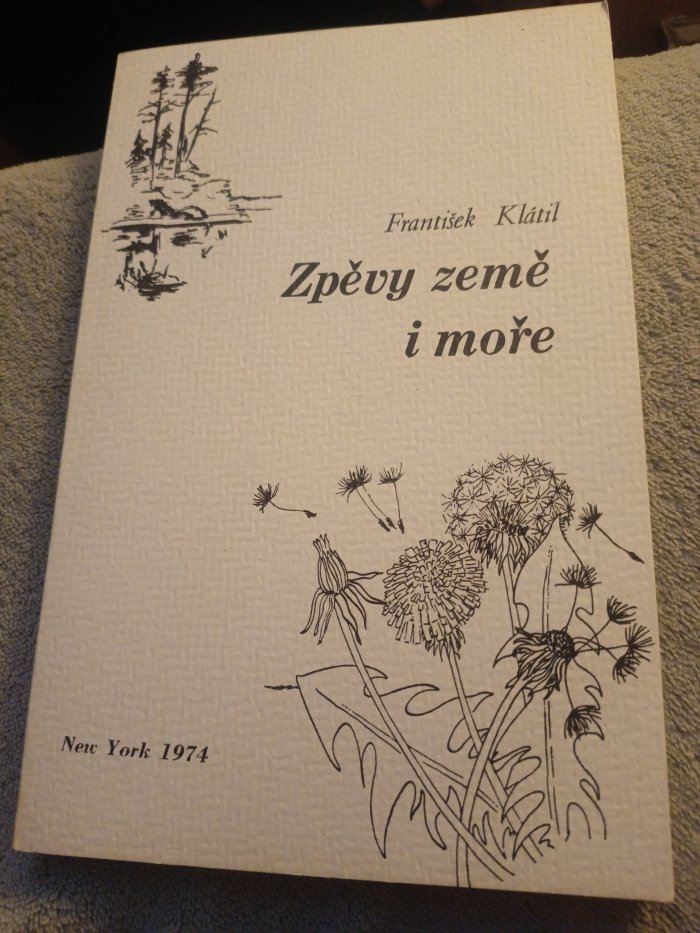 František Klátil
Zpěvy země
i moře
New York 1974